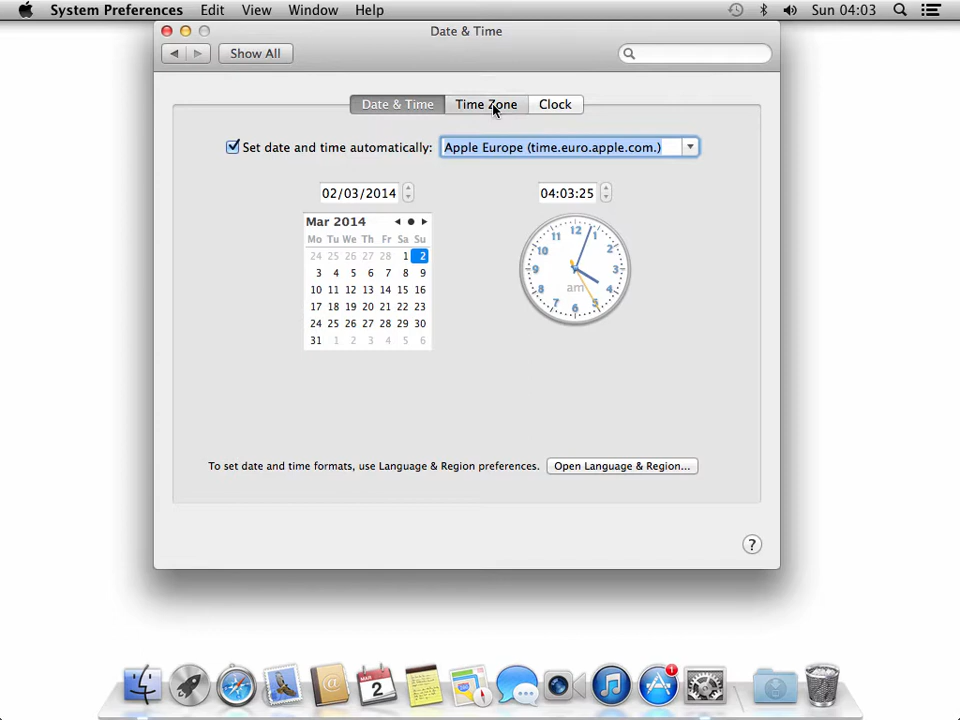 System Preferences Edit View Window Help Sun 04:03
Date & Time
Show All
Date & Time Time Zone Clock
Set date and time automatically: Apple Europe (time.euro.apple.com.)
02/03/2014 04:03:25
Mar 2014
Mo Tu We Th Fr Sa Su
24 25 26 27 28 1 2
3 4 5 6 7 8 9
10 11 12 13 14 15 16
17 18 19 20 21 22 23
24 25 26 27 28 29 30
31 1 2 3 4 5 6
12 1 2 3 4 5 6 7 8 9 10 11
am
To set date and time formats, use Language & Region preferences. Open Language & Region...
?
MAR
2
1